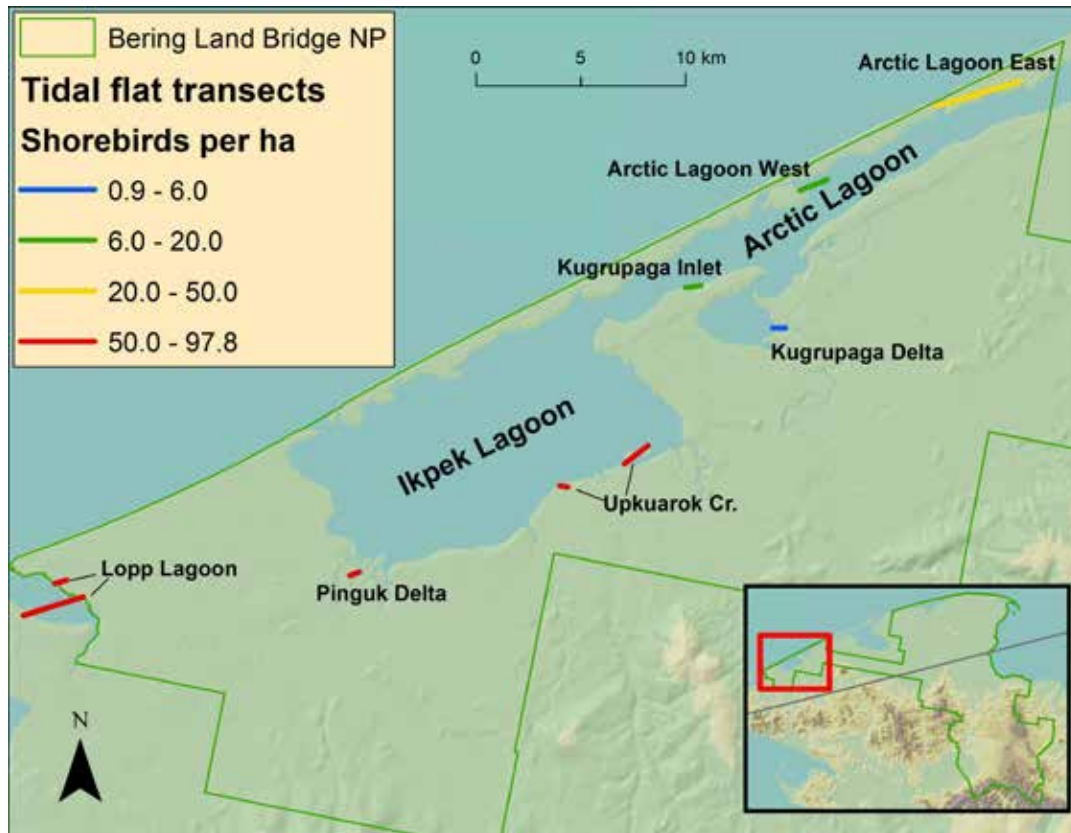 Bering Land Bridge NP
Tidal flat transects
Shorebirds per ha
0.9 - 6.0
6.0 - 20.0
20.0 - 50.0
50.0 - 97.8
0 5 10 km
Arctic Lagoon East
Arctic Lagoon West
Arctic Lagoon
Kugrupaga Inlet
Kugrupaga Delta
Ikpek Lagoon
Upkuarok Cr.
Lopp Lagoon
Pinguk Delta
N